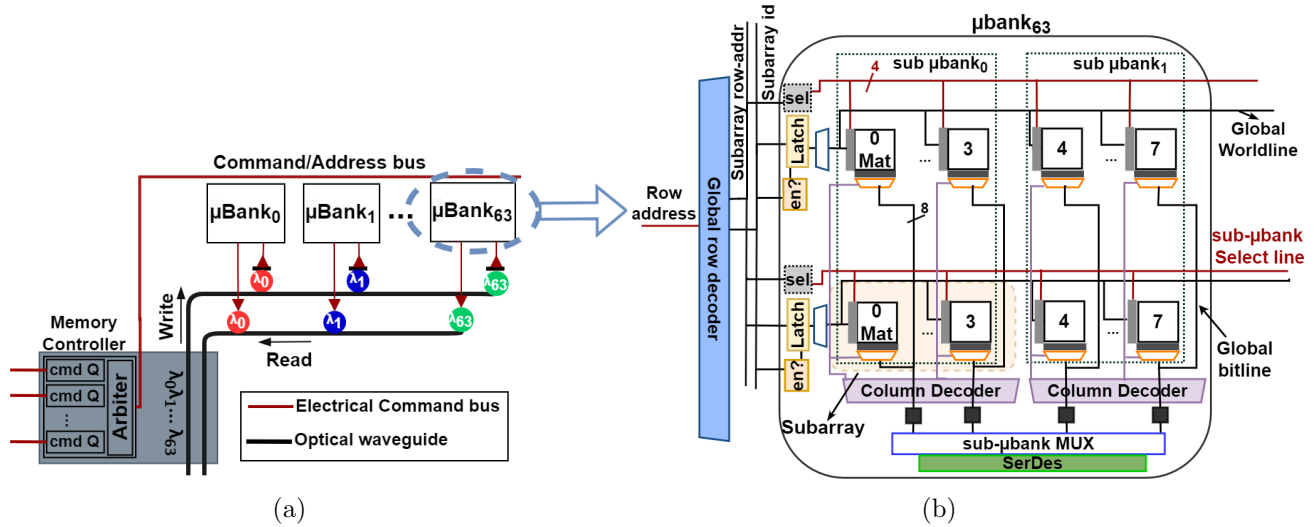 Command/Address bus
μBank0
μBank1
...
μBank63
λ0
λ1
λ63
λ0
λ1
λ63
Write
Read
Memory
Controller
cmd Q
cmd Q
...
cmd Q
Arbiter
λ0λ1... λ63
Electrical Command bus
Optical waveguide
(a)
Row
address
Global row decoder
Subarray row-addr
Subarray id
μbank63
sub μbank0
sub μbank1
4
sel
Latch
en?
0
Mat
...
3
4
...
7
Global
Worldline
8
sub-μbank
Select line
sel
Latch
en?
0
Mat
...
3
4
...
7
Global
bitline
Column Decoder
Column Decoder
Subarray
sub-μbank MUX
SerDes
(b)